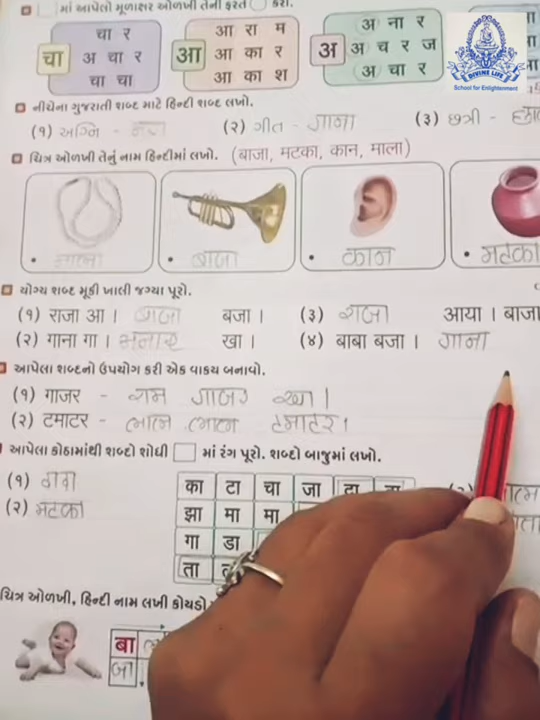 માં આપેલો મૂળાક્ષર ઓળખી તેની ફરતે કરો.
चा
चा र
अ चा र
चा चा
आ
आ रा म
आ का र
आ का श
अ
अ ना र
अ च र ज
अ चा र
DIVINE LIFE
School for Enlightenment
નીચેના ગુજરાતી શબ્દ માટે હિન્દી શબ્દ લખો.
(૧) અગ્નિ - (૨) ગીત - गाना (૩) છત્રી -
ચિત્ર ઓળખી તેનું નામ હિન્દીમાં લખો. (बाजा, मटका, कान, माला)
माला बाजा कान मटका
યોગ્ય શબ્દ મૂકી ખાલી જગ્યા પૂરો.
(૧) राजा आ । बाजा बजा । (૩) राजा आया । बाजा
(૨) गाना गा । खा । (૪) बाबा बजा । गाना
આપેલા શબ્દનો ઉપયોગ કરી એક વાક્ય બનાવો.
(૧) गाजर - राम गाजर खा ।
(૨) टमाटर - लाल लाल टमाटर ।
આપેલા કોઠામાંથી શબ્દો શોધી માં રંગ પૂરો. શબ્દો બાજુમાં લખો.
(૧)
(૨) मटका
का टा चा जा
झा मा मा
गा डा
ता
ચિત્ર ઓળખી, હિન્દી નામ લખી કોયડો
बा
जा